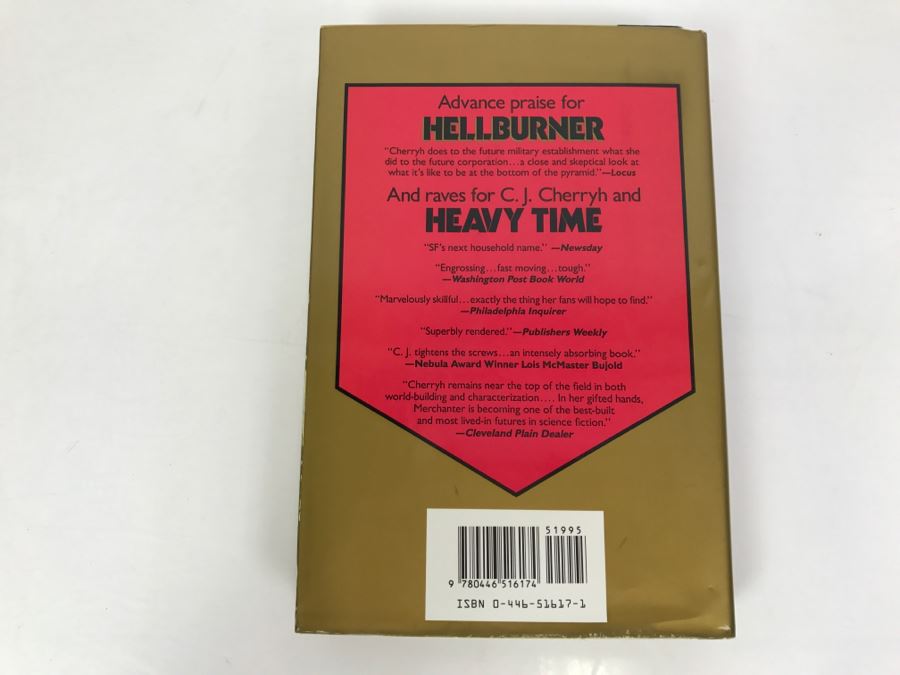 Advance praise for
HELLBURNER
"Cherryh does to the future military establishment what she
did to the future corporation...a close and skeptical look at
what it's like to be at the bottom of the pyramid."—Locus
And raves for C. J. Cherryh and
HEAVY TIME
"SF's next household name." —Newsday
"Engrossing...fast moving...tough."
—Washington Post Book World
"Marvelously skillful...exactly the thing her fans will hope to find."
—Philadelphia Inquirer
"Superbly rendered."—Publishers Weekly
"C. J. tightens the screws...an intensely absorbing book."
—Nebula Award Winner Lois McMaster Bujold
"Cherryh remains near the top of the field in both
world-building and characterization.... In her gifted hands,
Merchanter is becoming one of the best-built
and most lived-in futures in science fiction."
—Cleveland Plain Dealer
51995
9 780446 516174
ISBN 0-446-51617-1